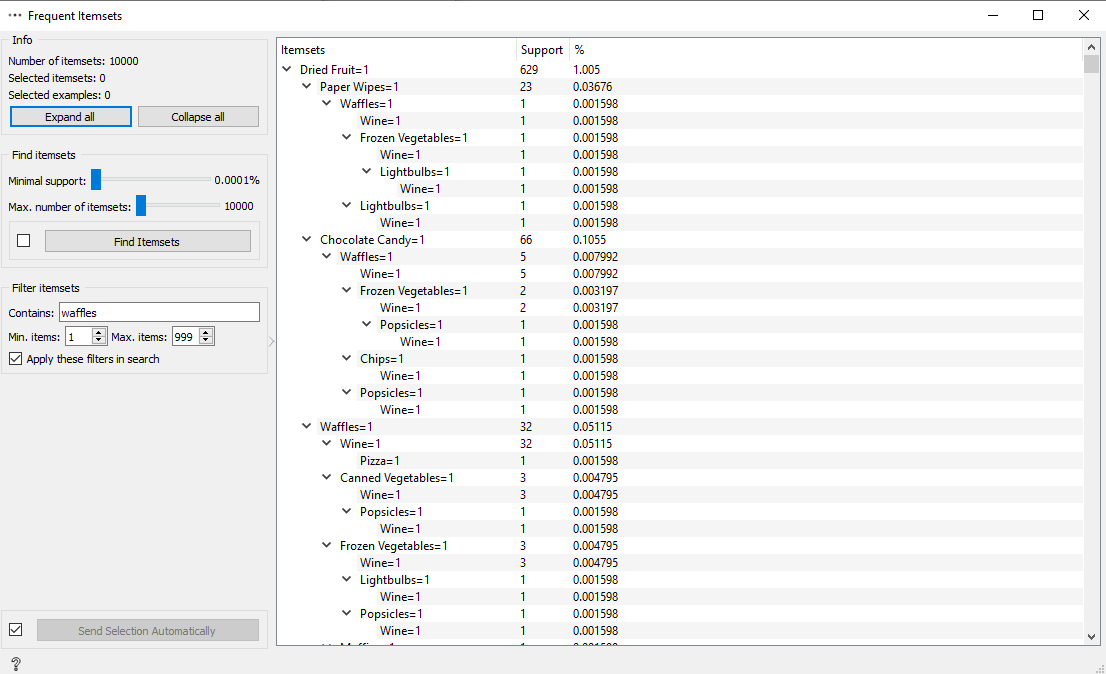 Frequent Itemsets
Info
Number of itemsets: 10000
Selected itemsets: 0
Selected examples: 0
Expand all Collapse all
Find itemsets
Minimal support: 0.0001%
Max. number of itemsets: 10000
Find Itemsets
Filter itemsets
Contains: waffles
Min. items: 1 Max. items: 999
Apply these filters in search
Send Selection Automatically
?
Itemsets Support %
Dried Fruit=1 629 1.005
Paper Wipes=1 23 0.03676
Waffles=1 1 0.001598
Wine=1 1 0.001598
Frozen Vegetables=1 1 0.001598
Wine=1 1 0.001598
Lightbulbs=1 1 0.001598
Wine=1 1 0.001598
Lightbulbs=1 1 0.001598
Wine=1 1 0.001598
Chocolate Candy=1 66 0.1055
Waffles=1 5 0.007992
Wine=1 5 0.007992
Frozen Vegetables=1 2 0.003197
Wine=1 2 0.003197
Popsicles=1 1 0.001598
Wine=1 1 0.001598
Chips=1 1 0.001598
Wine=1 1 0.001598
Popsicles=1 1 0.001598
Wine=1 1 0.001598
Waffles=1 32 0.05115
Wine=1 32 0.05115
Pizza=1 1 0.001598
Canned Vegetables=1 3 0.004795
Wine=1 3 0.004795
Popsicles=1 1 0.001598
Wine=1 1 0.001598
Frozen Vegetables=1 3 0.004795
Wine=1 3 0.004795
Lightbulbs=1 1 0.001598
Wine=1 1 0.001598
Popsicles=1 1 0.001598
Wine=1 1 0.001598